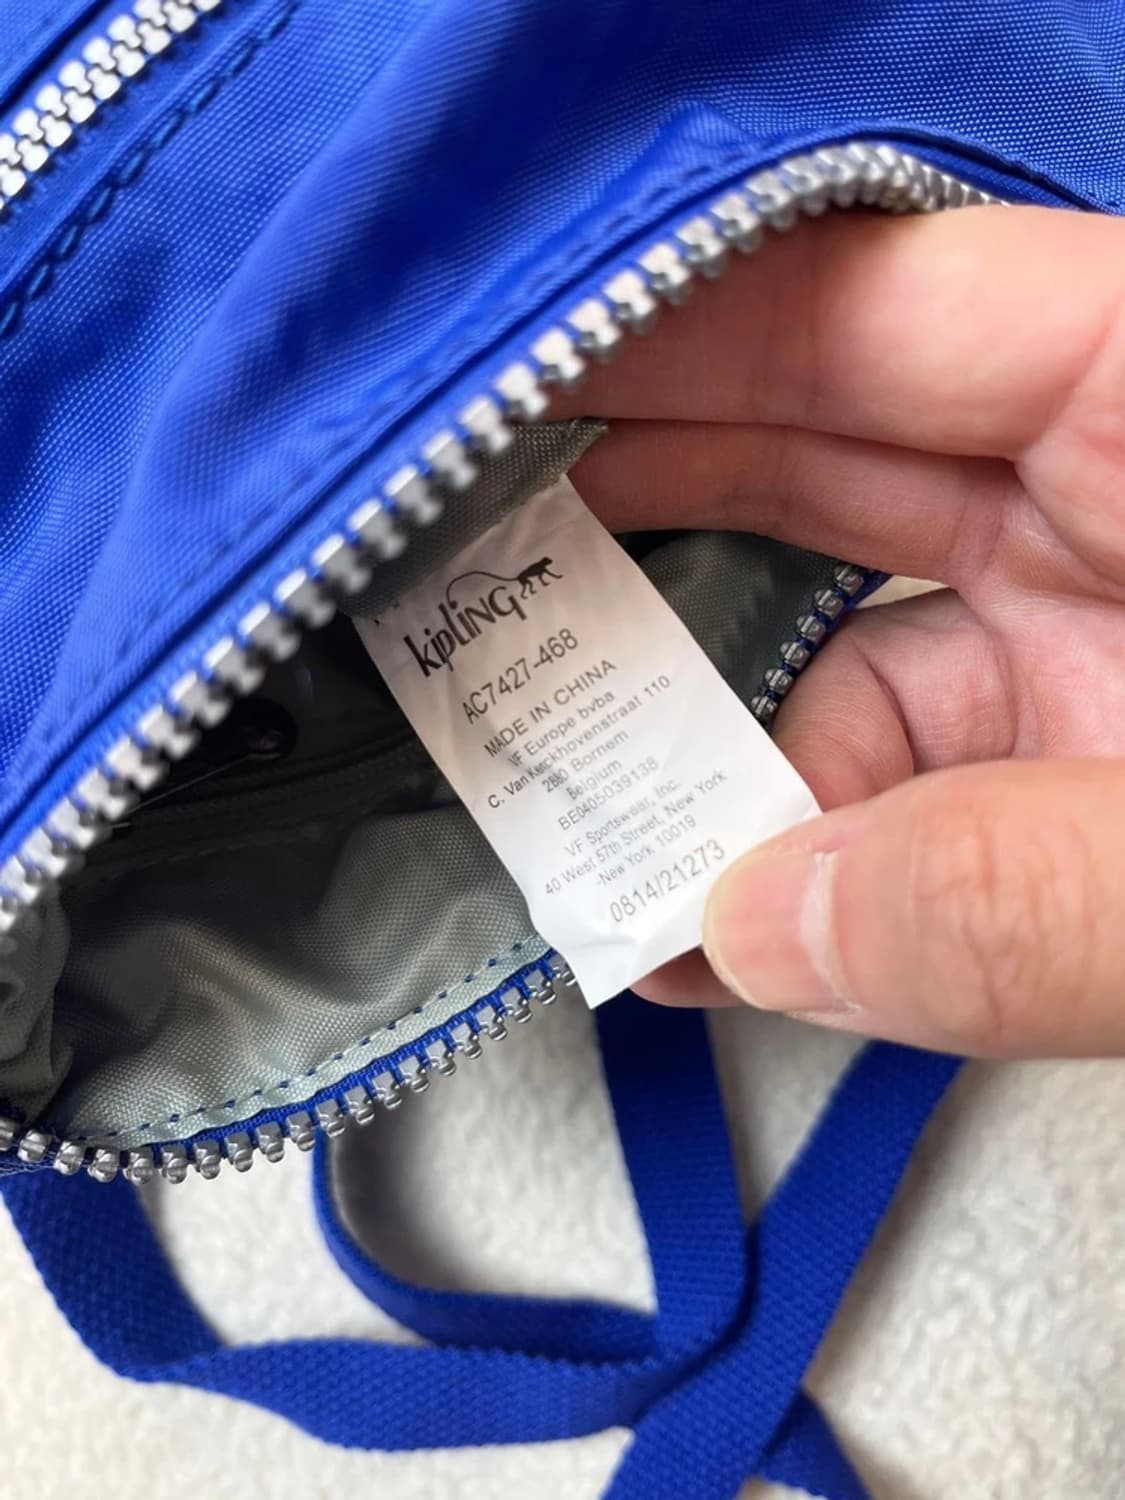 kipling
AC7427-468
MADE IN CHINA
VF Europe bvba
C. Van Kerckhovenstraat 110
2880 Bornem
Belgium
BE0405039138
VF Sportswear, Inc.
40 West 57th Street, New York
-New York 10019
0814/21273